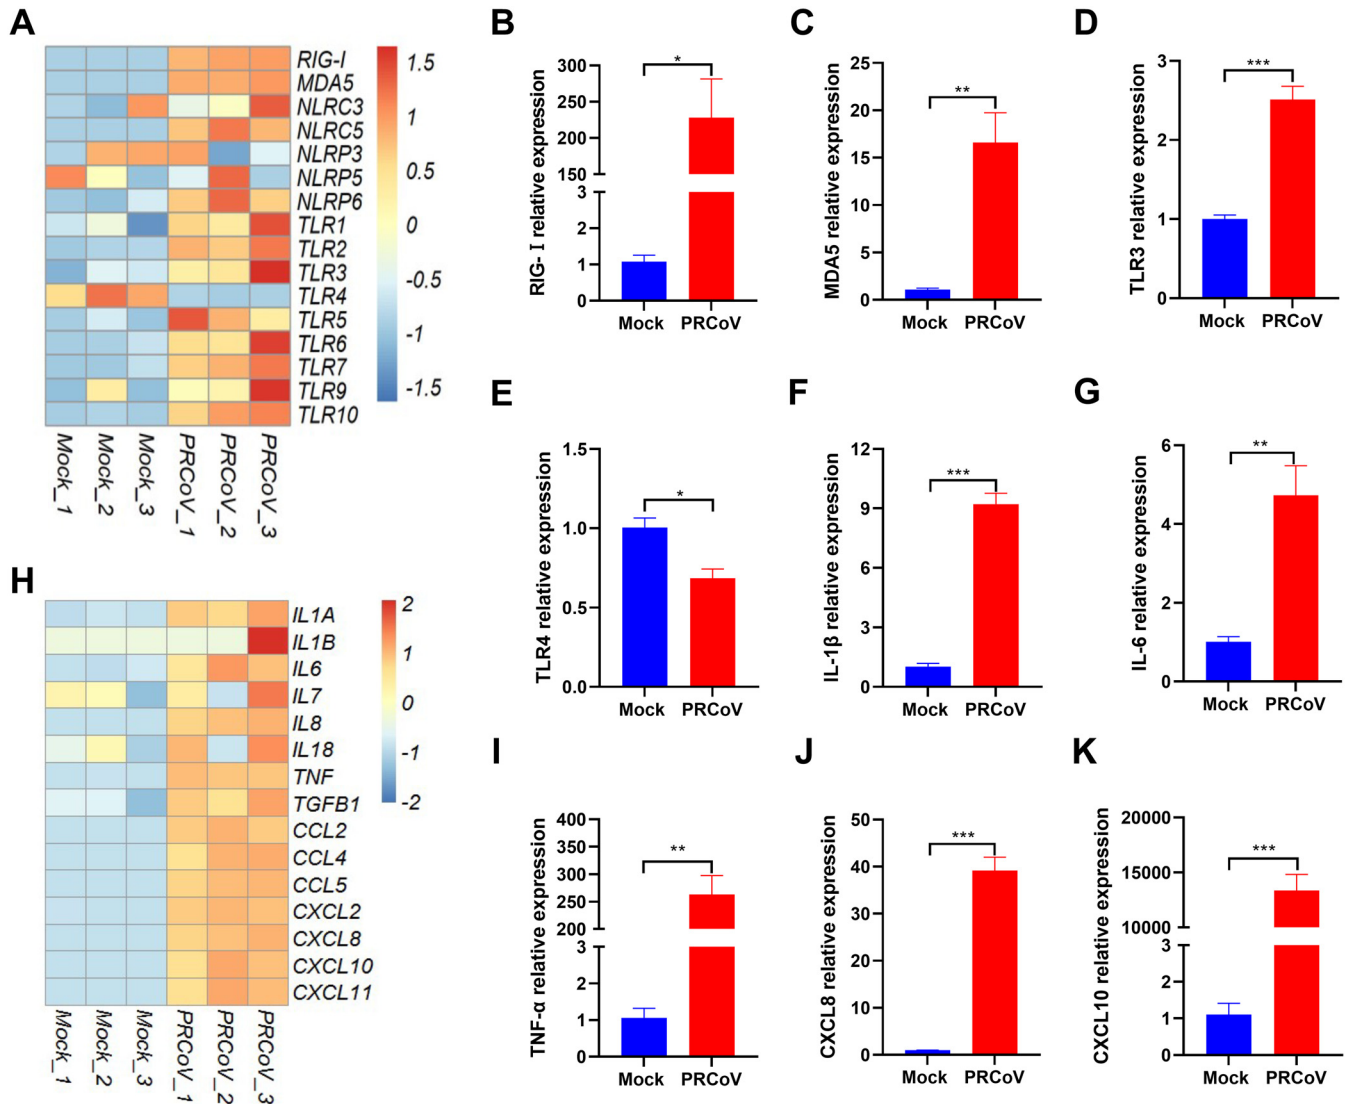 A
RIG-I
MDA5
NLRC3
NLRC5
NLRP3
NLRP5
NLRP6
TLR1
TLR2
TLR3
TLR4
TLR5
TLR6
TLR7
TLR9
TLR10
1.5
1
0.5
0
-0.5
-1
-1.5
Mock_1
Mock_2
Mock_3
PRCoV_1
PRCoV_2
PRCoV_3
B
RIG- I relative expression
300
250
200
150
3
2
1
0
*
Mock
PRCoV
C
MDA5 relative expression
25
20
15
10
5
0
**
Mock
PRCoV
D
TLR3 relative expression
3
2
1
0
***
Mock
PRCoV
E
TLR4 relative expression
1.5
1.0
0.5
0.0
*
Mock
PRCoV
F
IL-1β relative expression
12
9
6
3
0
***
Mock
PRCoV
G
IL-6 relative expression
6
4
2
0
**
Mock
PRCoV
H
IL1A
IL1B
IL6
IL7
IL8
IL18
TNF
TGFB1
CCL2
CCL4
CCL5
CXCL2
CXCL8
CXCL10
CXCL11
2
1
0
-1
-2
Mock_1
Mock_2
Mock_3
PRCoV_1
PRCoV_2
PRCoV_3
I
TNF-α relative expression
400
350
300
250
200
3
2
1
0
**
Mock
PRCoV
J
CXCL8 relative expression
50
40
30
20
10
0
***
Mock
PRCoV
K
CXCL10 relative expression
20000
15000
10000
3
2
1
0
***
Mock
PRCoV